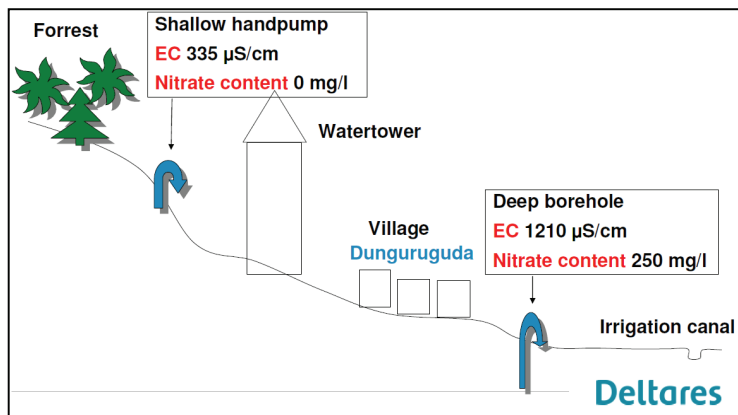 Forrest
Shallow handpump
EC 335 µS/cm
Nitrate content 0 mg/l
Watertower
Village
Dunguruguda
Deep borehole
EC 1210 µS/cm
Nitrate content 250 mg/l
Irrigation canal
Deltares